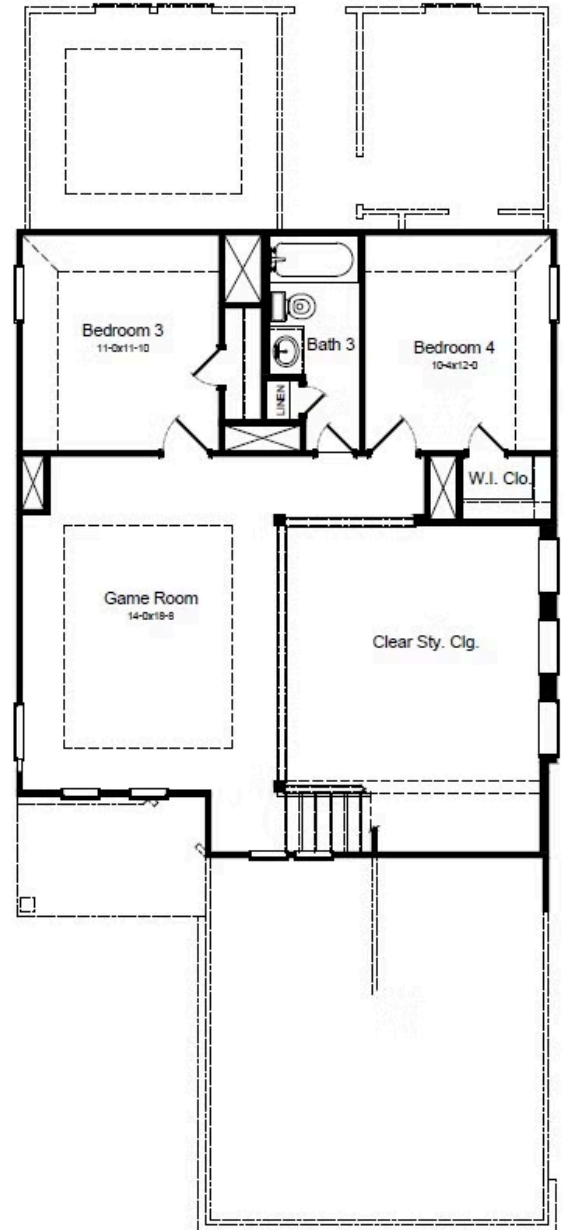 Bedroom 3
11-0x11-10
Bath 3
Bedroom 4
10-4x12-0
LINEN
W.I. Clo.
Game Room
14-0x18-8
Clear Sty. Clg.